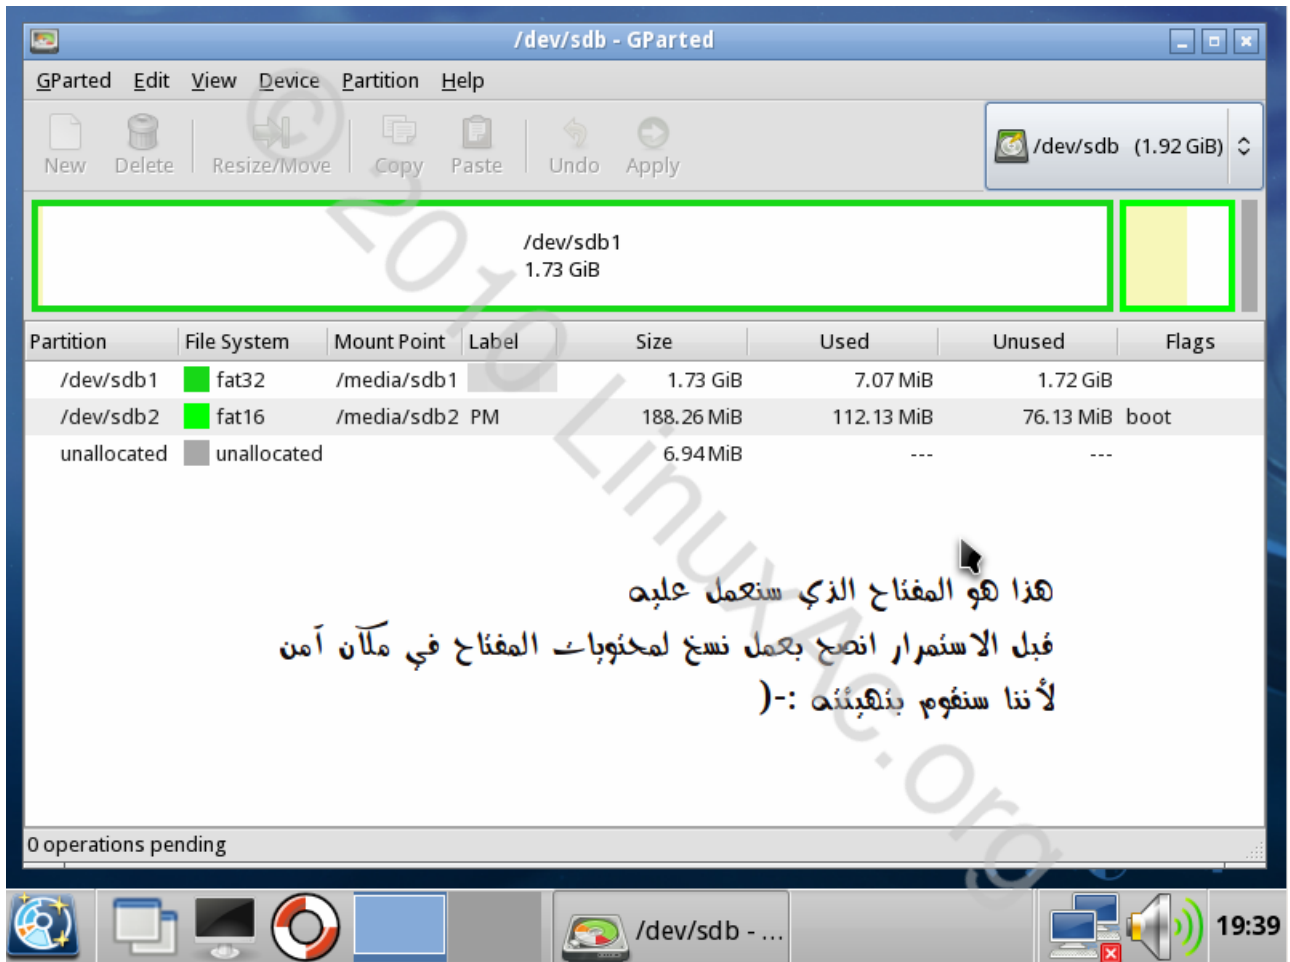 /dev/sdb - GParted
GParted Edit View Device Partition Help
New Delete Resize/Move Copy Paste Undo Apply
/dev/sdb (1.92 GiB)
/dev/sdb1
1.73 GiB
Partition File System Mount Point Label Size Used Unused Flags
/dev/sdb1 fat32 /media/sdb1 1.73 GiB 7.07 MiB 1.72 GiB
/dev/sdb2 fat16 /media/sdb2 PM 188.26 MiB 112.13 MiB 76.13 MiB boot
unallocated unallocated 6.94 MiB --- ---
هذا هو المفتاح الذي سنعمل عليه
قبل الاستمرار انصح بعمل نسخ لمحتويات المفتاح في مكان آمن
لأننا سنقوم بتهيئته :-(
© 2010 LinuxAc.org
0 operations pending
/dev/sdb - ...
19:39